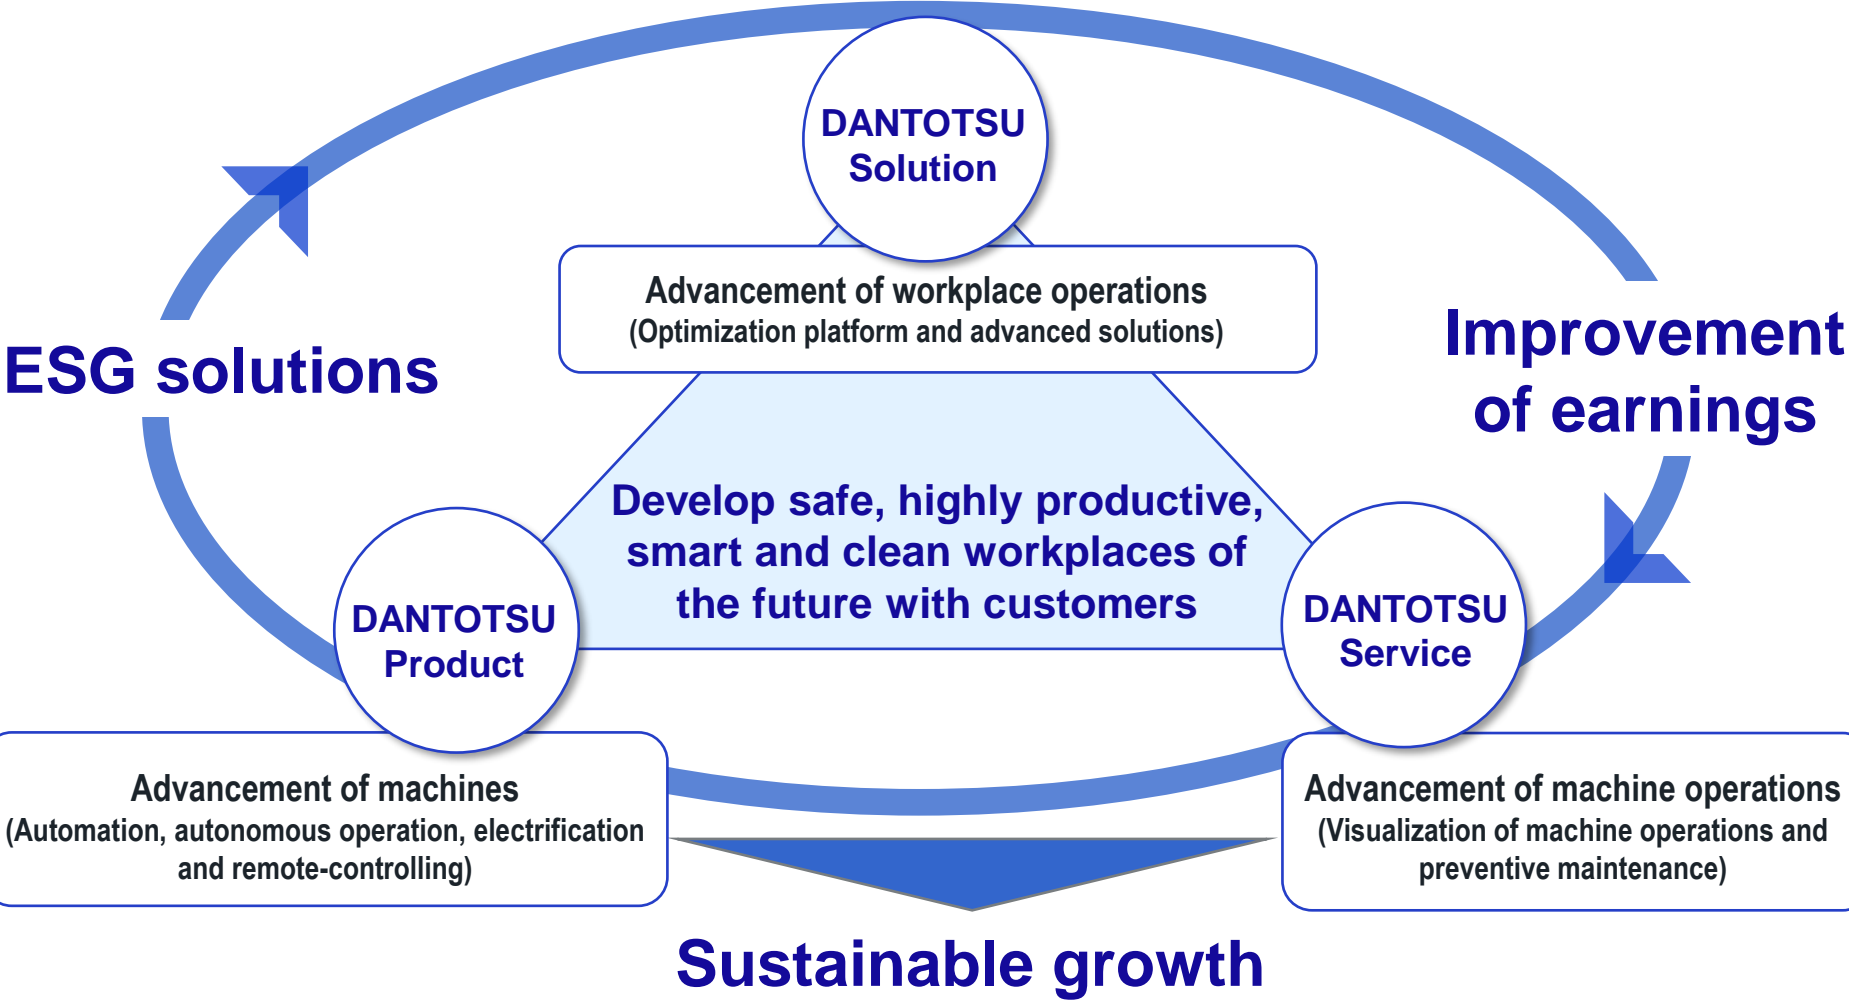 DANTOTSU
Solution
Advancement of workplace operations
(Optimization platform and advanced solutions)
ESG solutions
Improvement
of earnings
Develop safe, highly productive,
smart and clean workplaces of
the future with customers
DANTOTSU
Product
DANTOTSU
Service
Advancement of machines
(Automation, autonomous operation, electrification
and remote-controlling)
Advancement of machine operations
(Visualization of machine operations and
preventive maintenance)
Sustainable growth